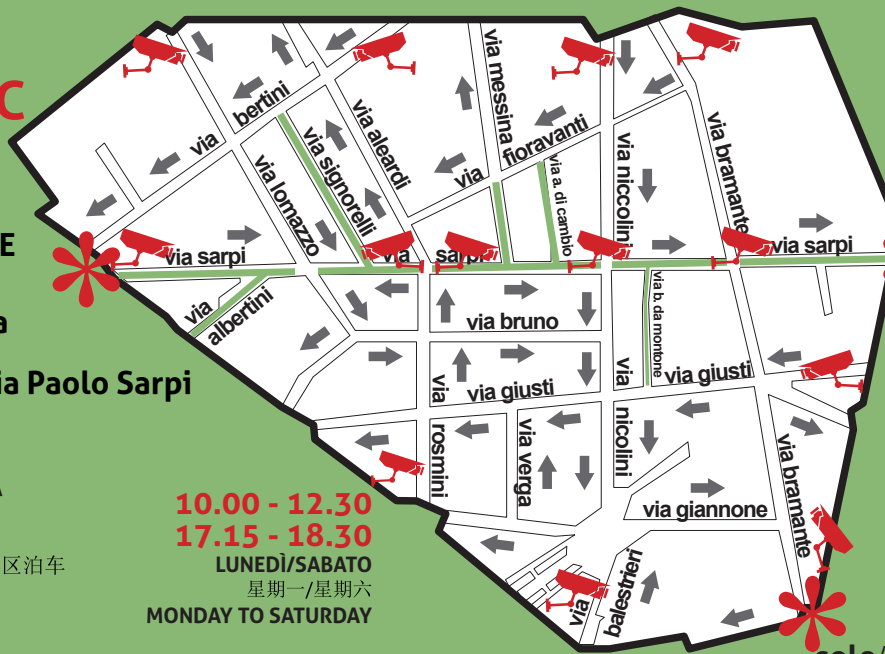 C
via bertini
via signorelli
via aleardi
via lomazzo
via messina
via fioravanti
via a. di cambio
via niccolini
via bramante
E
via sarpi
via sarpi
via sarpi
via albertini
a
via b. da montone
via bruno
ia Paolo Sarpi
via giusti
via giusti
via rosmini
via verga
via nicolini
via bramante
A
via giannone
区泊车
via balestrieri
10.00 - 12.30
17.15 - 18.30
LUNEDÌ/SABATO
星期一/星期六
MONDAY TO SATURDAY